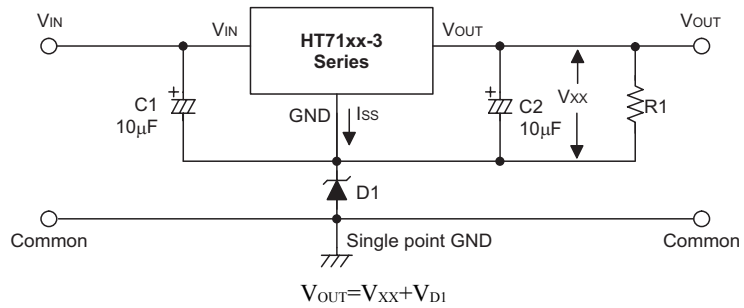 VIN
VIN
HT71xx-3
Series
VOUT
VOUT
C1
10μF
GND
ISS
C2
10μF
VXX
R1
D1
Common
Single point GND
Common
VOUT=VXX+VD1